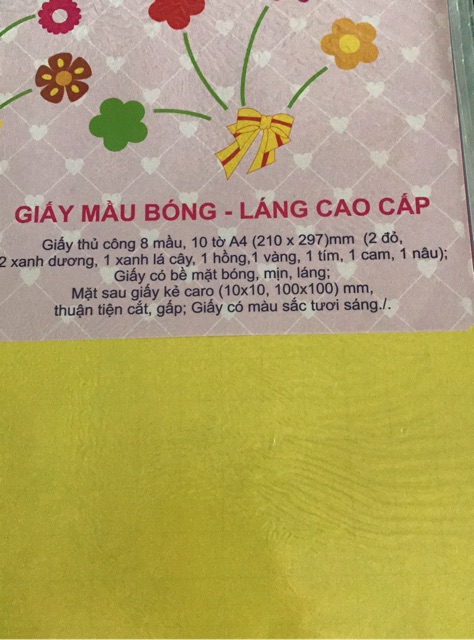 GIẤY MẦU BÓNG - LÁNG CAO CẤP
Giấy thủ công 8 mầu, 10 tờ A4 (210 x 297)mm (2 đỏ,
2 xanh dương, 1 xanh lá cây, 1 hồng,1 vàng, 1 tím, 1 cam, 1 nâu);
Giấy có bề mặt bóng, mịn, láng;
Mặt sau giấy kẻ caro (10x10, 100x100) mm,
thuận tiện cắt, gấp; Giấy có màu sắc tươi sáng./.